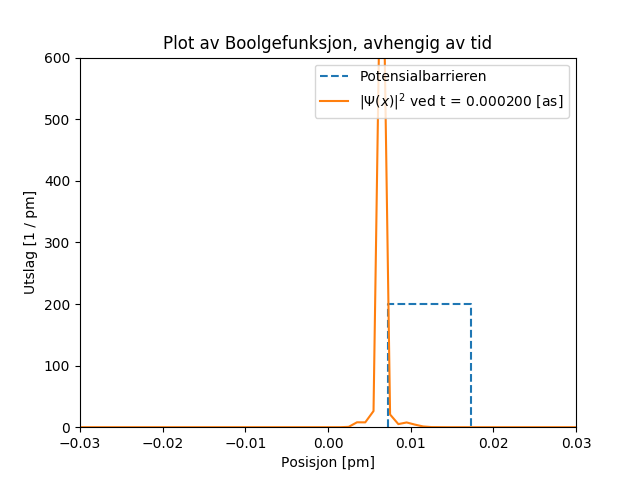 Plot av Boolgefunksjon, avhengig av tid
Potensialbarrieren
|Ψ(x)|² ved t = 0.000200 [as]
Utslag [1 / pm]
600
500
400
300
200
100
0
−0.03 −0.02 −0.01 0.00 0.01 0.02 0.03
Posisjon [pm]